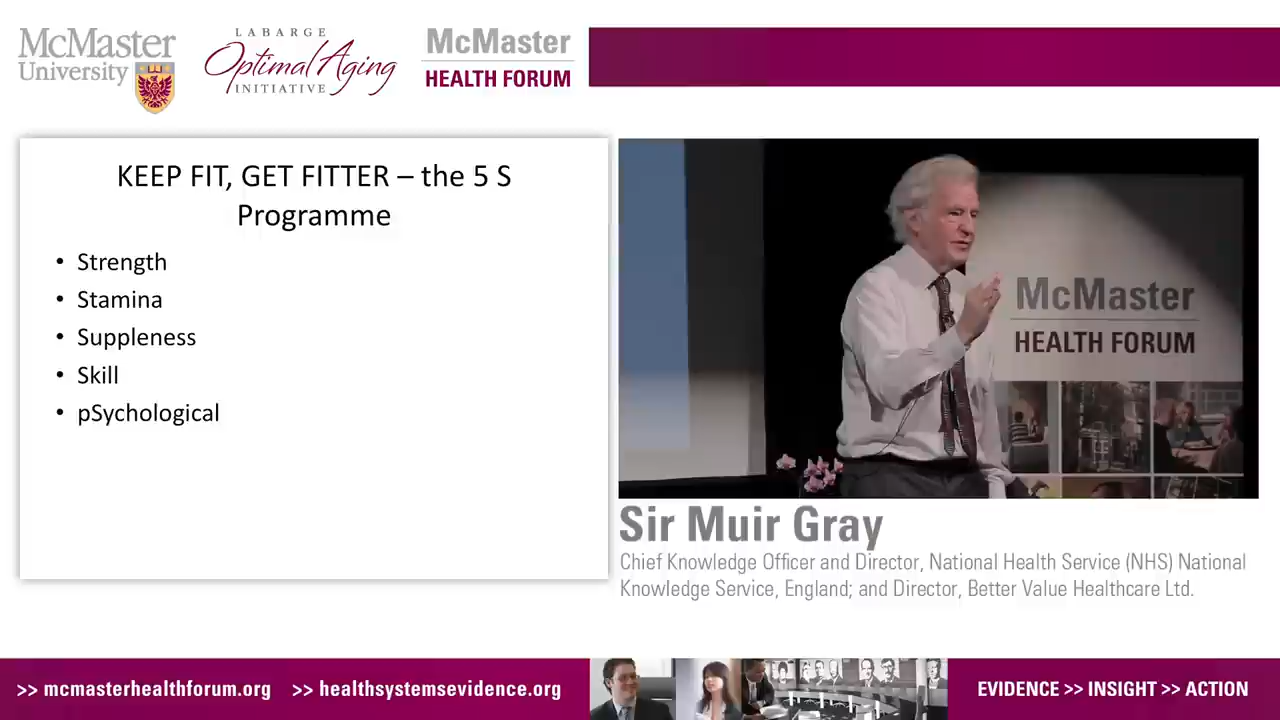 McMaster
University
LABARGE
Optimal Aging
INITIATIVE
McMaster
HEALTH FORUM
KEEP FIT, GET FITTER – the 5 S
Programme
• Strength
• Stamina
• Suppleness
• Skill
• pSychological
McMaster
HEALTH FORUM
Sir Muir Gray
Chief Knowledge Officer and Director, National Health Service (NHS) National
Knowledge Service, England; and Director, Better Value Healthcare Ltd.
>> mcmasterhealthforum.org >> healthsystemsevidence.org
EVIDENCE >> INSIGHT >> ACTION